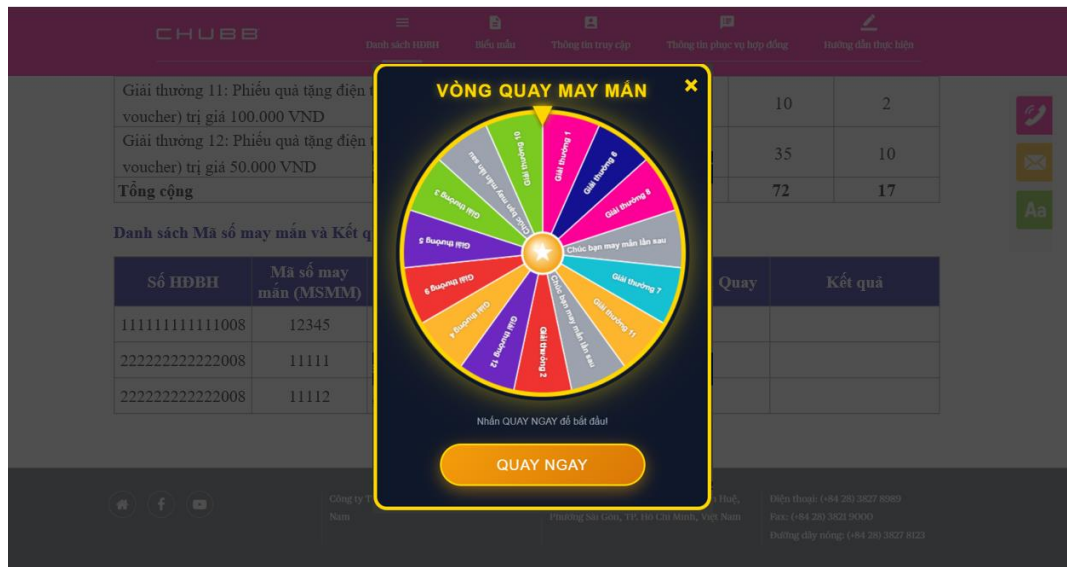 CHUBB
Danh sách HĐBH
Biểu mẫu
Thông tin truy cập
Thông tin phục vụ hợp đồng
Hướng dẫn thực hiện
Giải thưởng 11: Phiếu quà tặng điện t
voucher) trị giá 100.000 VND
10
2
Giải thưởng 12: Phiếu quà tặng điện t
voucher) trị giá 50.000 VND
35
10
Tổng cộng
72
17
Danh sách Mã số may mắn và Kết q
Số HĐBH
Mã số may
mắn (MSMM)
Quay
Kết quả
111111111111008
12345
222222222222008
11111
222222222222008
11112
Aa
VÒNG QUAY MAY MẮN
×
Giải thưởng 1
Giải thưởng 6
Giải thưởng 8
Chúc bạn may mắn lần sau
Giải thưởng 7
Giải thưởng 11
Chúc bạn may mắn lần sau
Giải thưởng 2
Giải thưởng 12
Giải thưởng 4
Giải thưởng 9
Giải thưởng 5
Giải thưởng 3
Chúc bạn may mắn lần sau
Giải thưởng 10
Nhấn QUAY NGAY để bắt đầu!
QUAY NGAY
Công ty T
Nam
Huệ,
Phường Sài Gòn, TP. Hồ Chí Minh, Việt Nam
Điện thoại: (+84 28) 3827 8989
Fax: (+84 28) 3821 9000
Đường dây nóng: (+84 28) 3827 8123